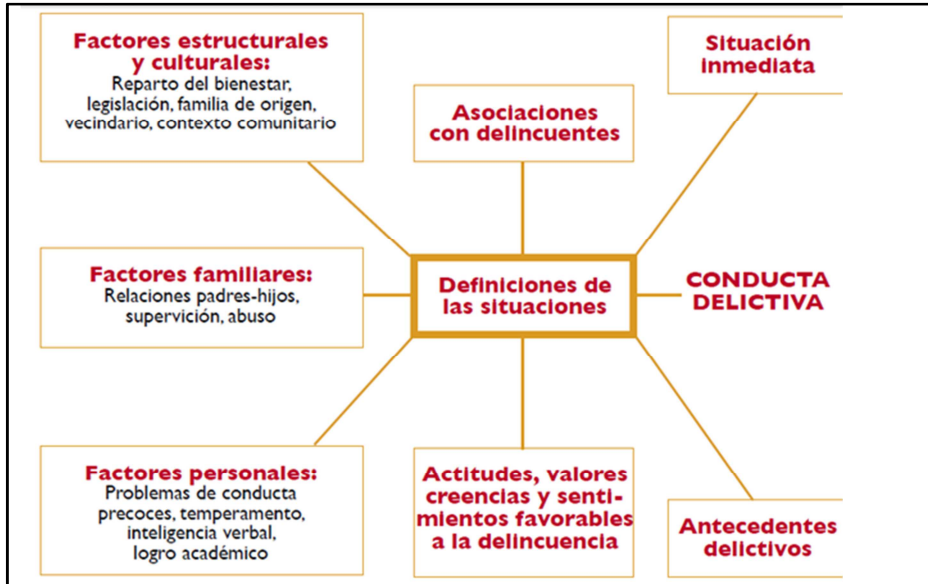 Factores estructurales
y culturales:
Reparto del bienestar,
legislación, familia de origen,
vecindario, contexto comunitario
Asociaciones
con delincuentes
Situación
inmediata
Factores familiares:
Relaciones padres-hijos,
supervición, abuso
Definiciones de
las situaciones
CONDUCTA
DELICTIVA
Factores personales:
Problemas de conducta
precoces, temperamento,
inteligencia verbal,
logro académico
Actitudes, valores
creencias y senti-
mientos favorables
a la delincuencia
Antecedentes
delictivos